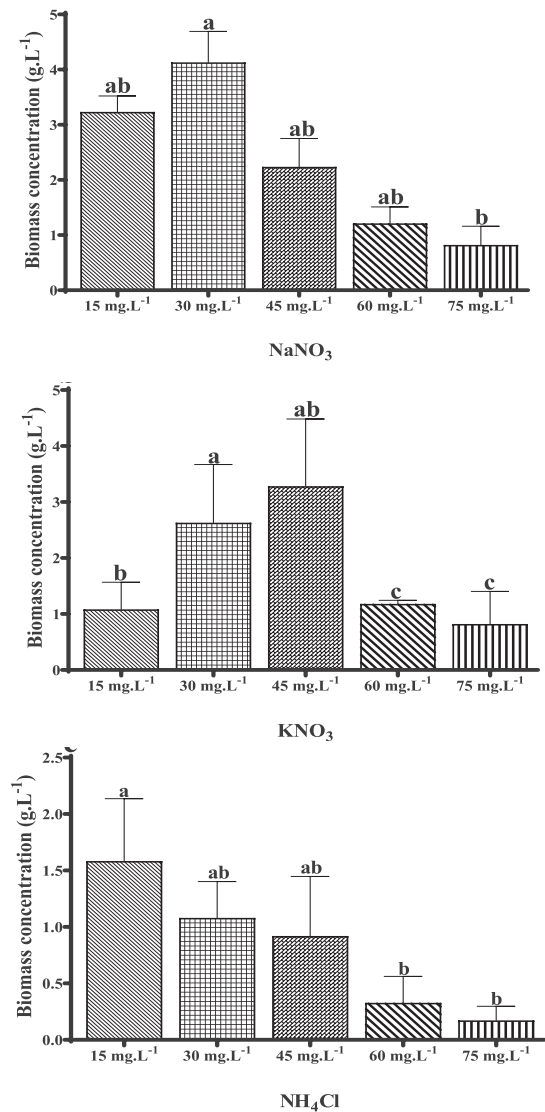 Biomass concentration (g.L-1)
5
4
3
2
1
0
ab
a
ab
ab
b
15 mg.L-1 30 mg.L-1 45 mg.L-1 60 mg.L-1 75 mg.L-1
NaNO3
Biomass concentration (g.L-1)
5
4
3
2
1
0
b
a
ab
c
c
15 mg.L-1 30 mg.L-1 45 mg.L-1 60 mg.L-1 75 mg.L-1
KNO3
Biomass concentration (g.L-1)
2.5
2.0
1.5
1.0
0.5
0.0
a
ab
ab
b
b
15 mg.L-1 30 mg.L-1 45 mg.L-1 60 mg.L-1 75 mg.L-1
NH4Cl